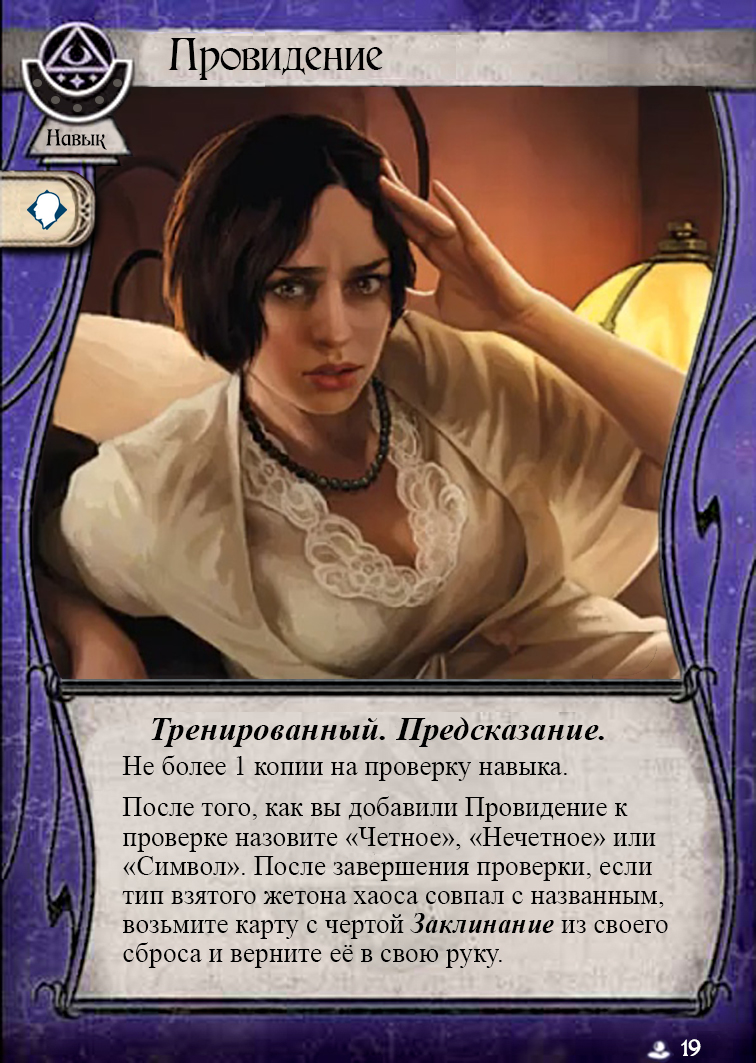 Провидение
Навык
Тренированный. Предсказание.
Не более 1 копии на проверку навыка.
После того, как вы добавили Провидение к
проверке назовите «Четное», «Нечетное» или
«Символ». После завершения проверки, если
тип взятого жетона хаоса совпал с названным,
возьмите карту с чертой Заклинание из своего
сброса и верните её в свою руку.
19